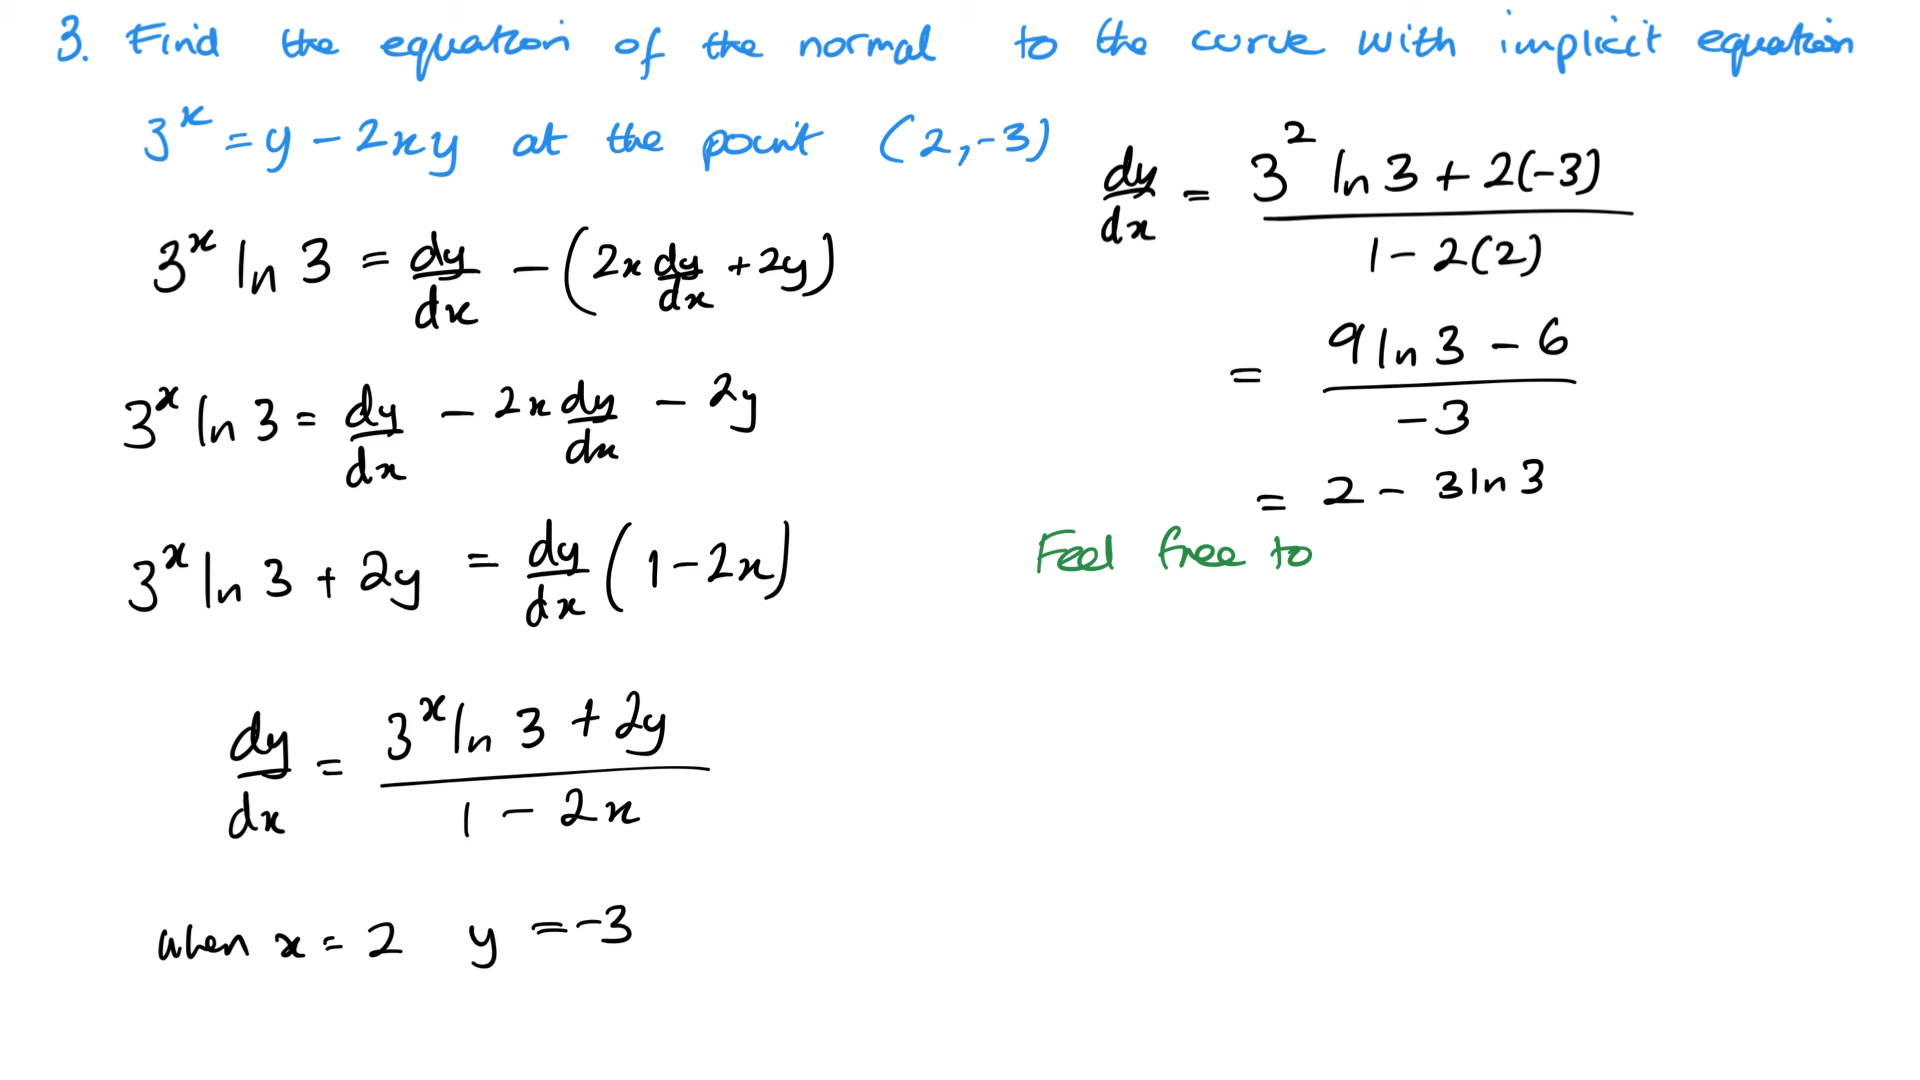 3. Find the equation of the normal to the curve with implicit equation
3^x = y - 2xy at the point (2,-3)
3^x ln 3 = dy/dx - (2x dy/dx + 2y)
3^x ln 3 = dy/dx - 2x dy/dx - 2y
3^x ln 3 + 2y = dy/dx (1 - 2x)
dy/dx = (3^x ln 3 + 2y)/(1 - 2x)
when x = 2 y = -3
dy/dx = (3^2 ln 3 + 2(-3))/(1 - 2(2))
= (9 ln 3 - 6)/(-3)
= 2 - 3 ln 3
Feel free to